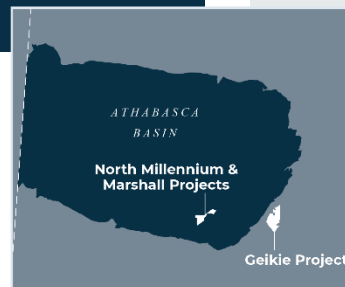 ATHABASCA
BASIN
North Millennium &
Marshall Projects
Geikie Project